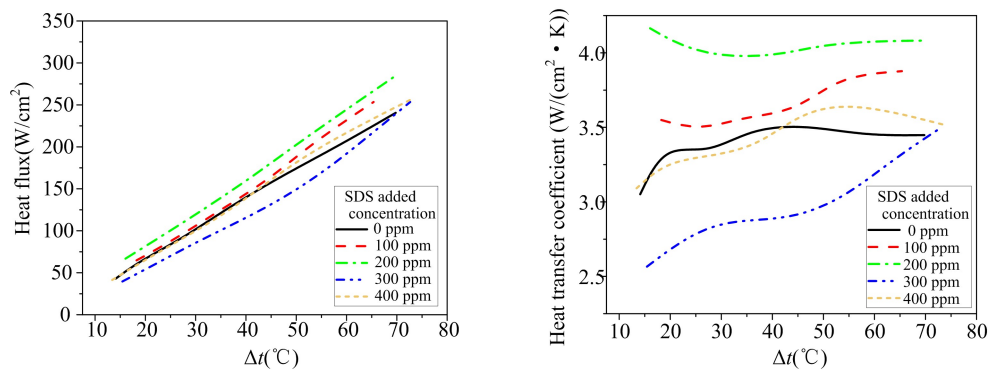 350
300
250
200
150
100
50
0
Heat flux(W/cm²)
SDS added
concentration
0 ppm
100 ppm
200 ppm
300 ppm
400 ppm
10 20 30 40 50 60 70 80
Δt(℃)
4.0
3.5
3.0
2.5
Heat transfer coefficient (W/(cm²·K))
SDS added
concentration
0 ppm
100 ppm
200 ppm
300 ppm
400 ppm
10 20 30 40 50 60 70 80
Δt(℃)